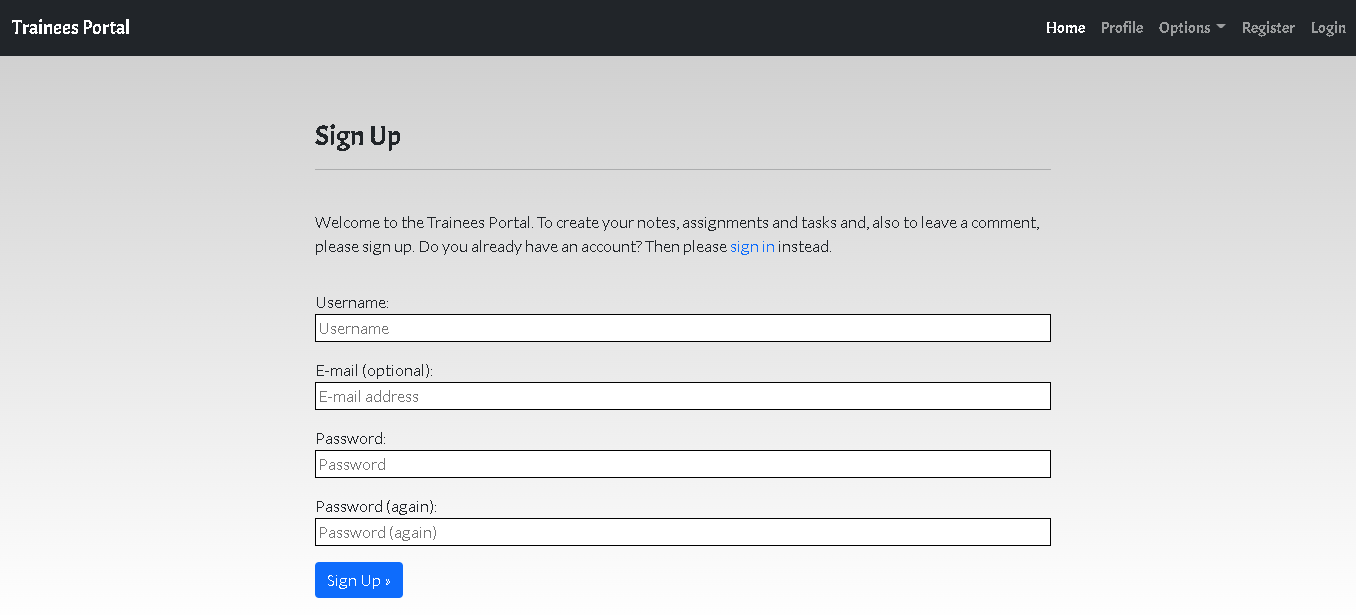 Trainees Portal
Home Profile Options Register Login
Sign Up
Welcome to the Trainees Portal. To create your notes, assignments and tasks and, also to leave a comment,
please sign up. Do you already have an account? Then please sign in instead.
Username:
Username
E-mail (optional):
E-mail address
Password:
Password
Password (again):
Password (again)
Sign Up »